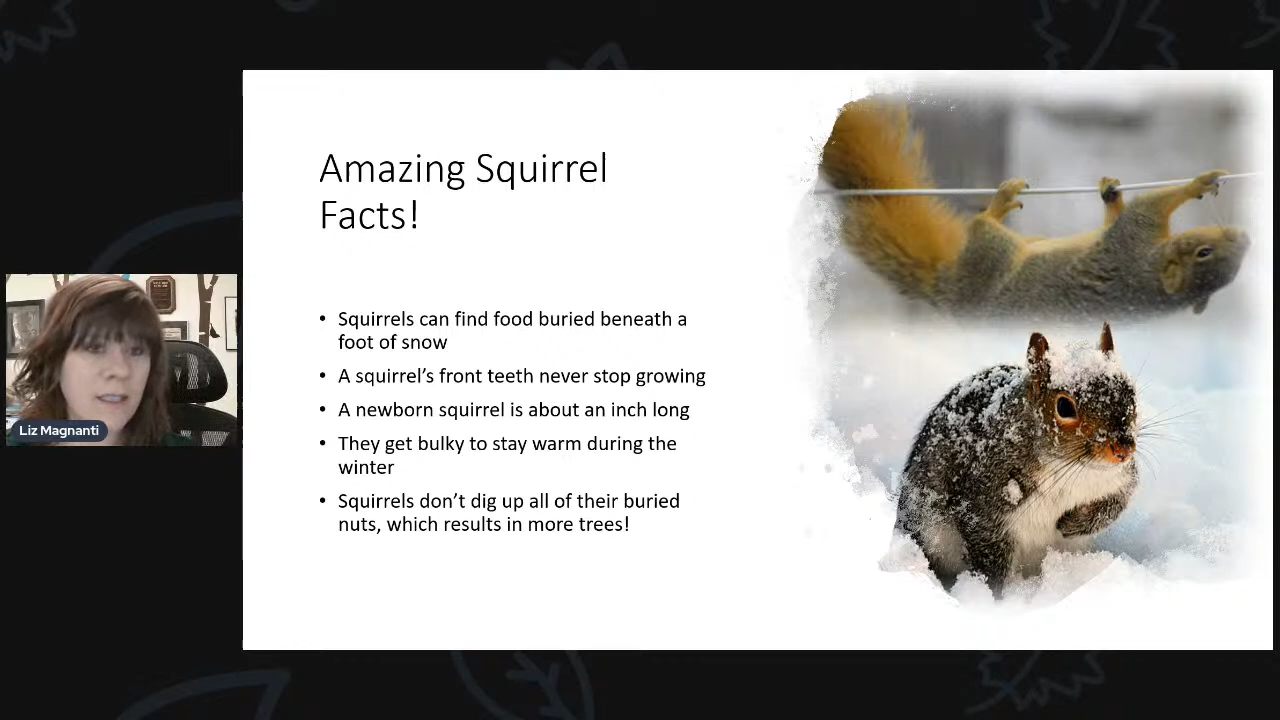 Amazing Squirrel
Facts!
• Squirrels can find food buried beneath a
foot of snow
• A squirrel’s front teeth never stop growing
• A newborn squirrel is about an inch long
• They get bulky to stay warm during the
winter
• Squirrels don’t dig up all of their buried
nuts, which results in more trees!
Liz Magnanti